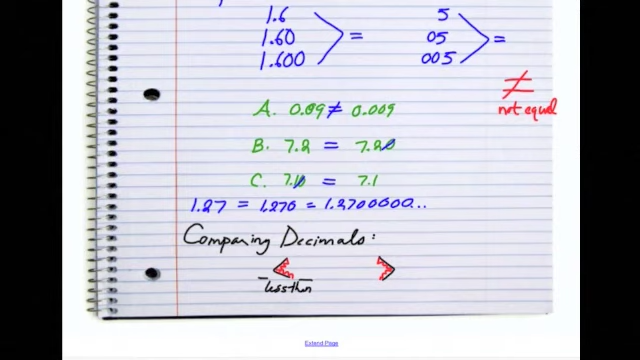 1.6
1.60 =
1.600
5
05 =
005
≠
not equal
A. 0.09 ≠ 0.009
B. 7.2 = 7.20
C. 7.10 = 7.1
1.27 = 1.270 = 1.2700000...
Comparing Decimals:
_ < _ >
less than
Extend Page